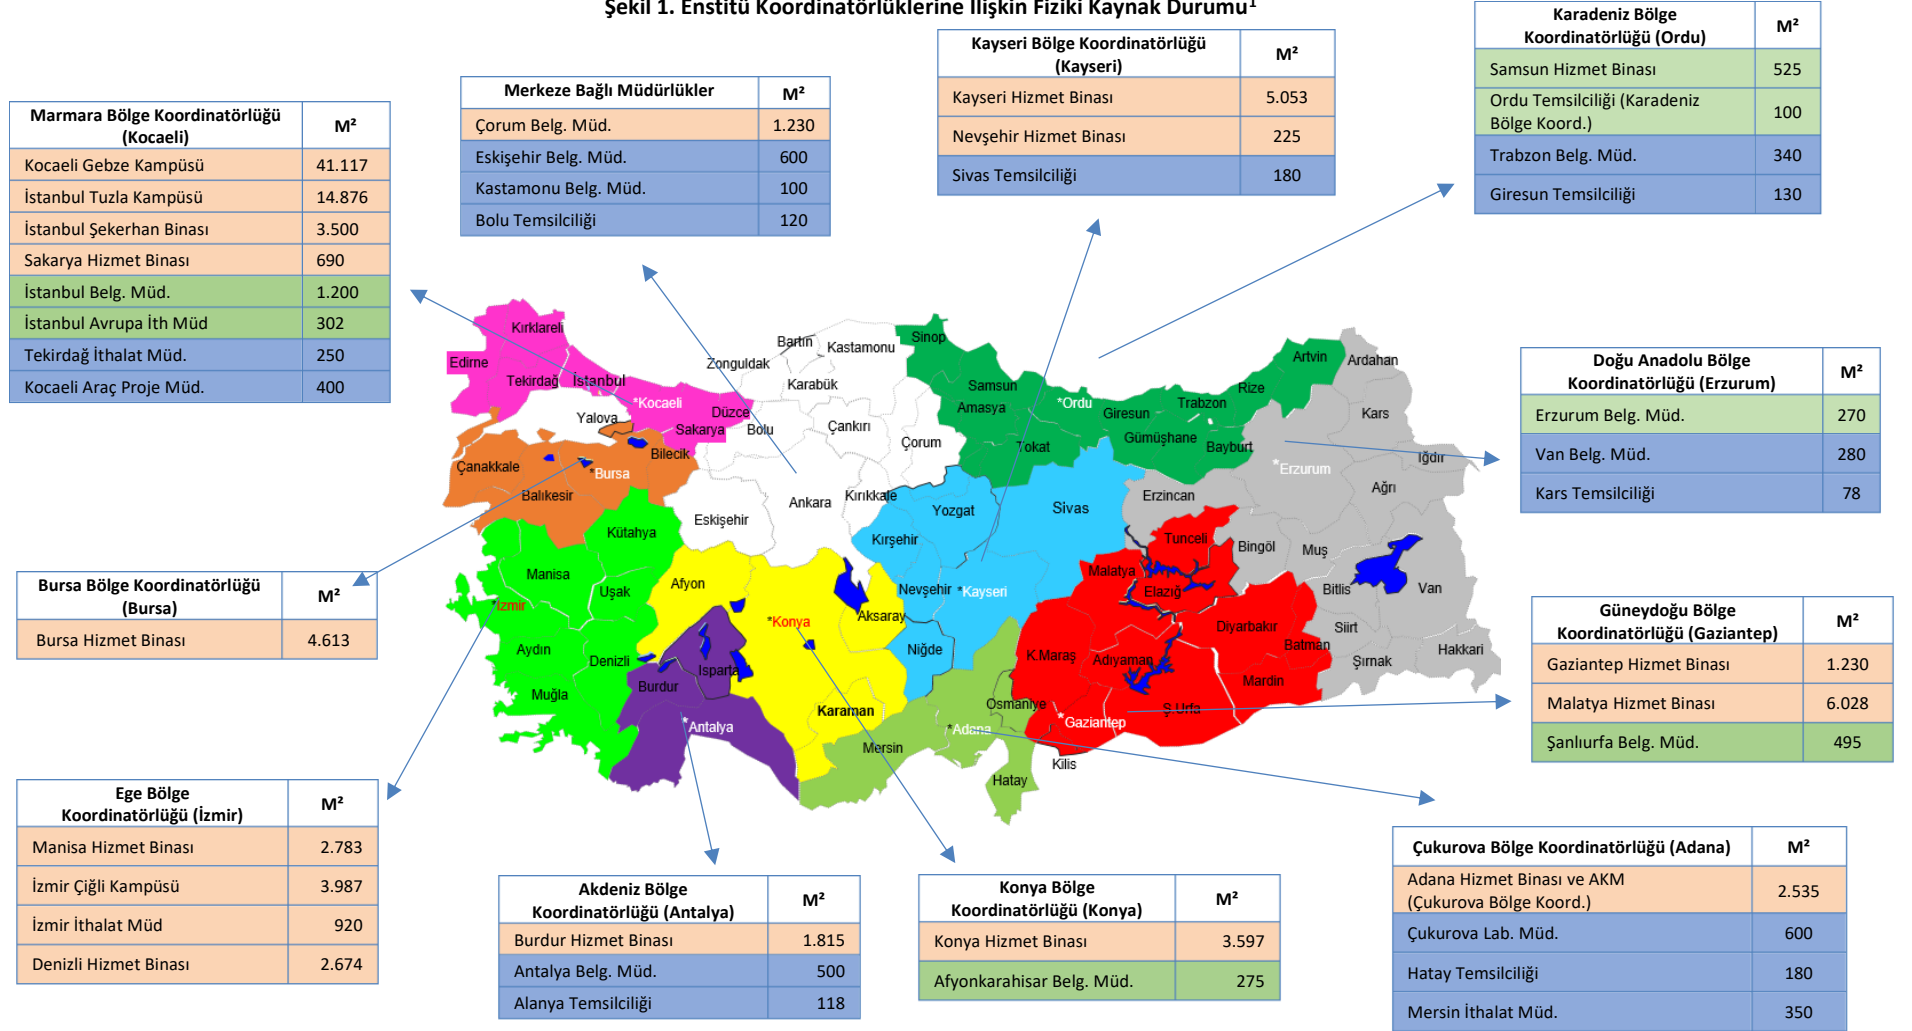 Şekil 1. Enstitü Koordinatörlüklerine İlişkin Fiziki Kaynak Durumu¹
Marmara Bölge Koordinatörlüğü
(Kocaeli) M²
Kocaeli Gebze Kampüsü 41.117
İstanbul Tuzla Kampüsü 14.876
İstanbul Şekerhan Binası 3.500
Sakarya Hizmet Binası 690
İstanbul Belg. Müd. 1.200
İstanbul Avrupa İth Müd 302
Tekirdağ İthalat Müd. 250
Kocaeli Araç Proje Müd. 400
Merkeze Bağlı Müdürlükler M²
Çorum Belg. Müd. 1.230
Eskişehir Belg. Müd. 600
Kastamonu Belg. Müd. 100
Bolu Temsilciliği 120
Kayseri Bölge Koordinatörlüğü
(Kayseri) M²
Kayseri Hizmet Binası 5.053
Nevşehir Hizmet Binası 225
Sivas Temsilciliği 180
Karadeniz Bölge
Koordinatörlüğü (Ordu) M²
Samsun Hizmet Binası 525
Ordu Temsilciliği (Karadeniz
Bölge Koord.) 100
Trabzon Belg. Müd. 340
Giresun Temsilciliği 130
Doğu Anadolu Bölge
Koordinatörlüğü (Erzurum) M²
Erzurum Belg. Müd. 270
Van Belg. Müd. 280
Kars Temsilciliği 78
Bursa Bölge Koordinatörlüğü
(Bursa) M²
Bursa Hizmet Binası 4.613
Güneydoğu Bölge
Koordinatörlüğü (Gaziantep) M²
Gaziantep Hizmet Binası 1.230
Malatya Hizmet Binası 6.028
Şanlıurfa Belg. Müd. 495
Ege Bölge
Koordinatörlüğü (İzmir) M²
Manisa Hizmet Binası 2.783
İzmir Çiğli Kampüsü 3.987
İzmir İthalat Müd 920
Denizli Hizmet Binası 2.674
Akdeniz Bölge
Koordinatörlüğü (Antalya) M²
Burdur Hizmet Binası 1.815
Antalya Belg. Müd. 500
Alanya Temsilciliği 118
Konya Bölge
Koordinatörlüğü (Konya) M²
Konya Hizmet Binası 3.597
Afyonkarahisar Belg. Müd. 275
Çukurova Bölge Koordinatörlüğü (Adana) M²
Adana Hizmet Binası ve AKM
(Çukurova Bölge Koord.) 2.535
Çukurova Lab. Müd. 600
Hatay Temsilciliği 180
Mersin İthalat Müd. 350
Kırklareli
Edirne
Tekirdağ
İstanbul
*Kocaeli
Yalova
Düzce
Sakarya
Bolu
Zonguldak
Bartın
Kastamonu
Karabük
Çankırı
Çorum
Sinop
Samsun
Amasya
Tokat
*Ordu
Giresun
Trabzon
Rize
Artvin
Gümüşhane
Bayburt
Ardahan
Kars
Iğdır
*Erzurum
Ağrı
Erzincan
Çanakkale
Balıkesir
*Bursa
Bilecik
Eskişehir
Ankara
Kırıkkale
Yozgat
Sivas
Kırşehir
Nevşehir
*Kayseri
Niğde
Kütahya
Manisa
Uşak
*İzmir
Aydın
Denizli
Muğla
Afyon
*Konya
Aksaray
Karaman
Isparta
Burdur
*Antalya
Mersin
*Adana
Osmaniye
Hatay
Tunceli
Bingöl
Muş
Malatya
Elazığ
Bitlis
Van
Diyarbakır
Batman
Siirt
Şırnak
Hakkari
K.Maraş
Adıyaman
Mardin
Ş.Urfa
*Gaziantep
Kilis